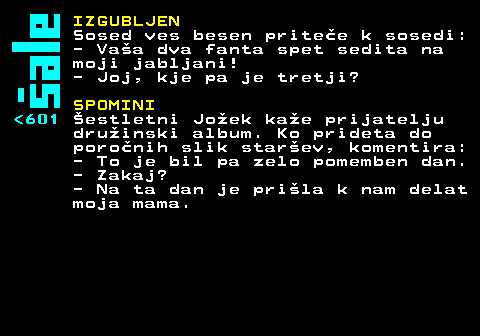 Šale
<601
IZGUBLJEN
Sosed ves besen priteče k sosedi:
- Vaša dva fanta spet sedita na
moji jabljani!
- Joj, kje pa je tretji?
SPOMINI
Šestletni Jožek kaže prijatelju
družinski album. Ko prideta do
poročnih slik staršev, komentira:
- To je bil pa zelo pomemben dan.
- Zakaj?
- Na ta dan je prišla k nam delat
moja mama.